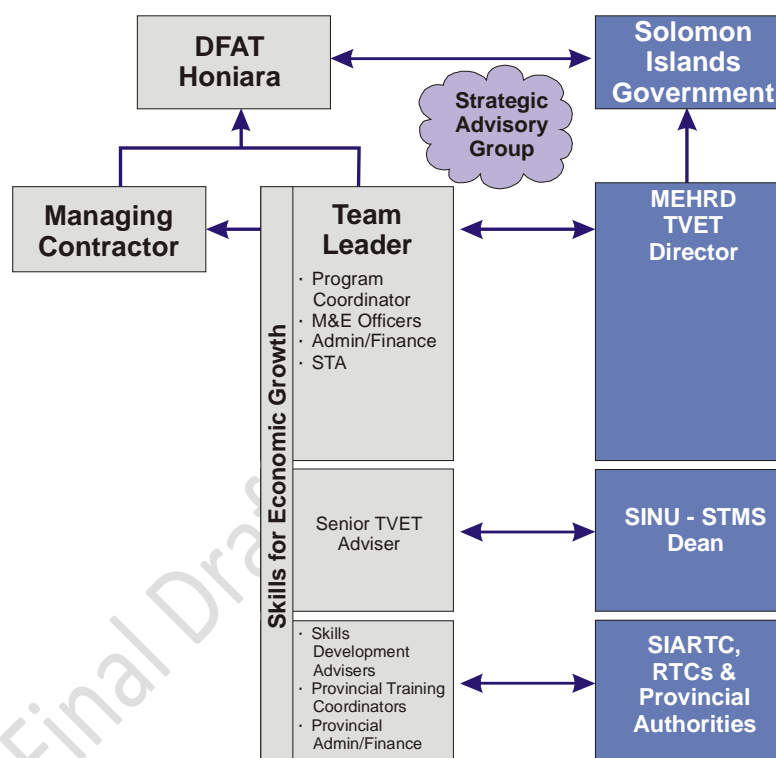 DFAT
Honiara
Solomon
Islands
Government
Strategic
Advisory
Group
Managing
Contractor
Skills for Economic Growth
Team
Leader
· Program
Coordinator
· M&E Officers
· Admin/Finance
· STA
MEHRD
TVET
Director
Senior TVET
Adviser
SINU - STMS
Dean
· Skills
Development
Advisers
· Provincial Training
Coordinators
· Provincial
Admin/Finance
SIARTC,
RTCs &
Provincial
Authorities
Final Draf